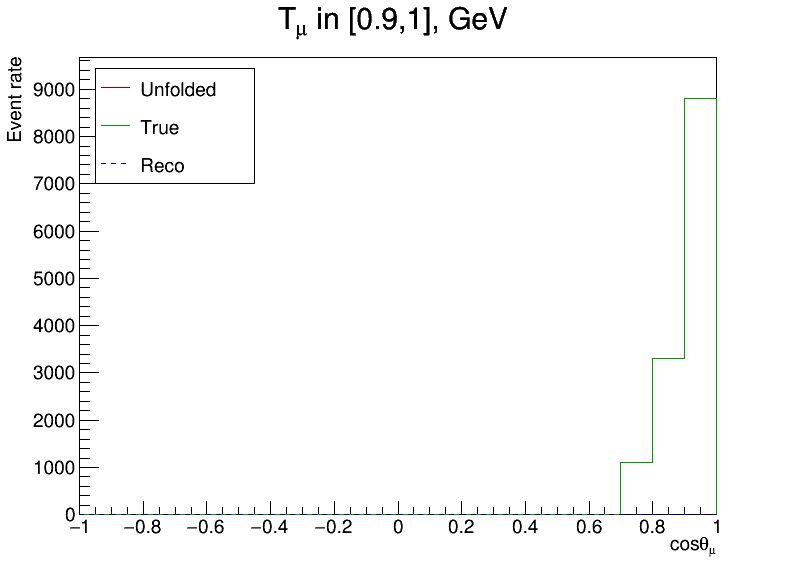 Tμ in [0.9,1], GeV
Event rate
Unfolded
True
Reco
9000
8000
7000
6000
5000
4000
3000
2000
1000
0
−1 −0.8 −0.6 −0.4 −0.2 0 0.2 0.4 0.6 0.8 1
cosθμ